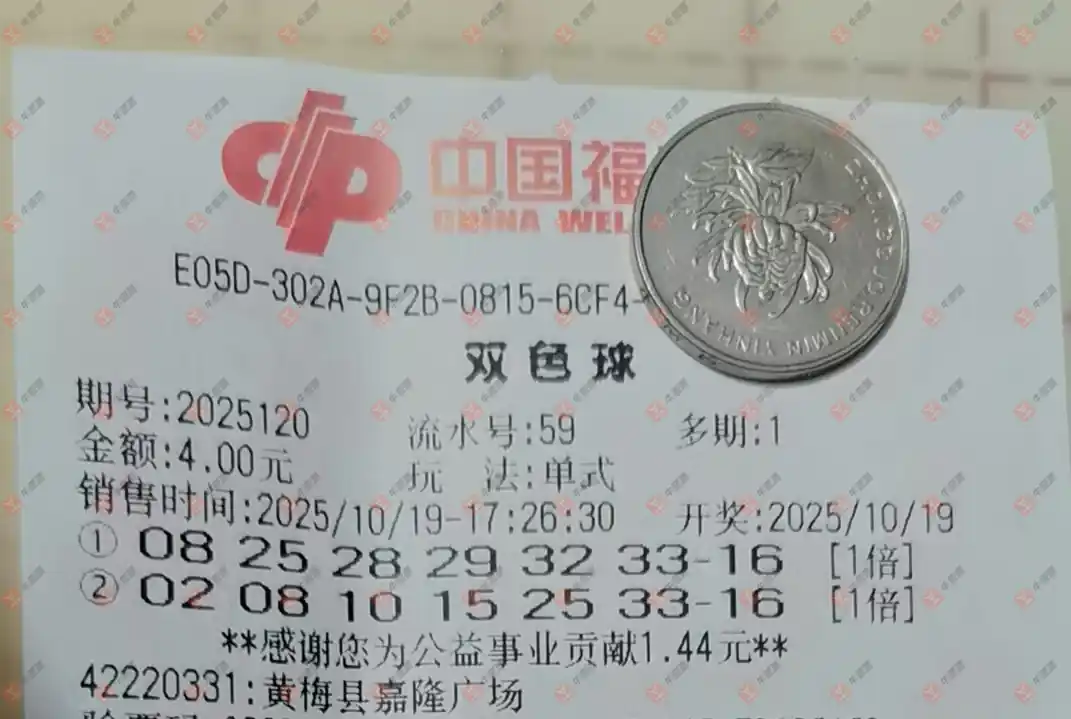 中国福
CHINA WEL
E05D-302A-9F2B-0815-6CF4-
RENMIN YINHANG
双色球
期号:2025120 流水号:59 多期:1
金额:4.00元 玩 法:单式
销售时间:2025/10/19-17:26:30 开奖:2025/10/19
① 08 25 28 29 32 33-16 [1倍]
② 02 08 10 15 25 33-16 [1倍]
**感谢您为公益事业贡献1.44元**
42220331:黄梅县嘉隆广场